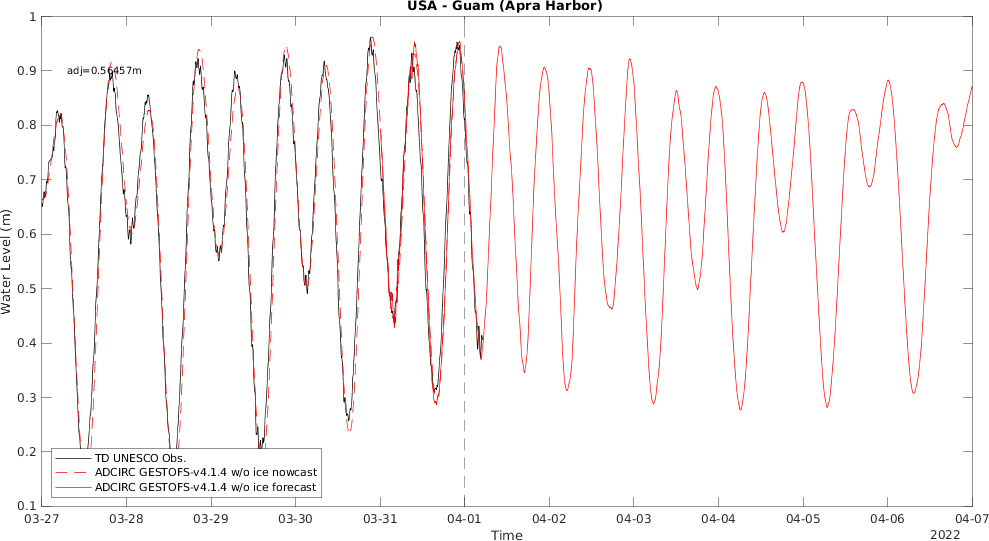 USA - Guam (Apra Harbor)
adj=0.56457m
Water Level (m)
1
0.9
0.8
0.7
0.6
0.5
0.4
0.3
0.2
0.1
TD UNESCO Obs.
ADCIRC GESTOFS-v4.1.4 w/o ice nowcast
ADCIRC GESTOFS-v4.1.4 w/o ice forecast
03-27 03-28 03-29 03-30 03-31 04-01 04-02 04-03 04-04 04-05 04-06 04-07
Time
2022